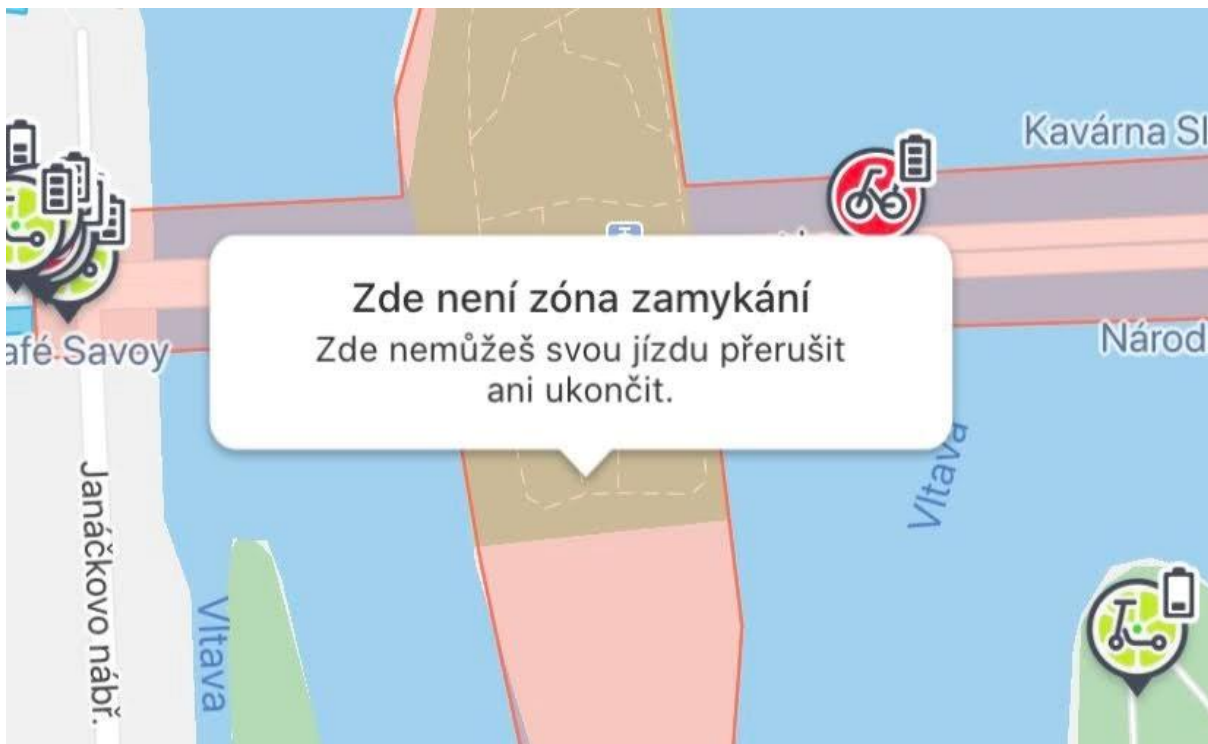 Kavárna Sl
Zde není zóna zamykání
Zde nemůžeš svou jízdu přerušit
ani ukončit.
afé Savoy
Národ
Vltava
Janáčkovo nábř.
Vltava